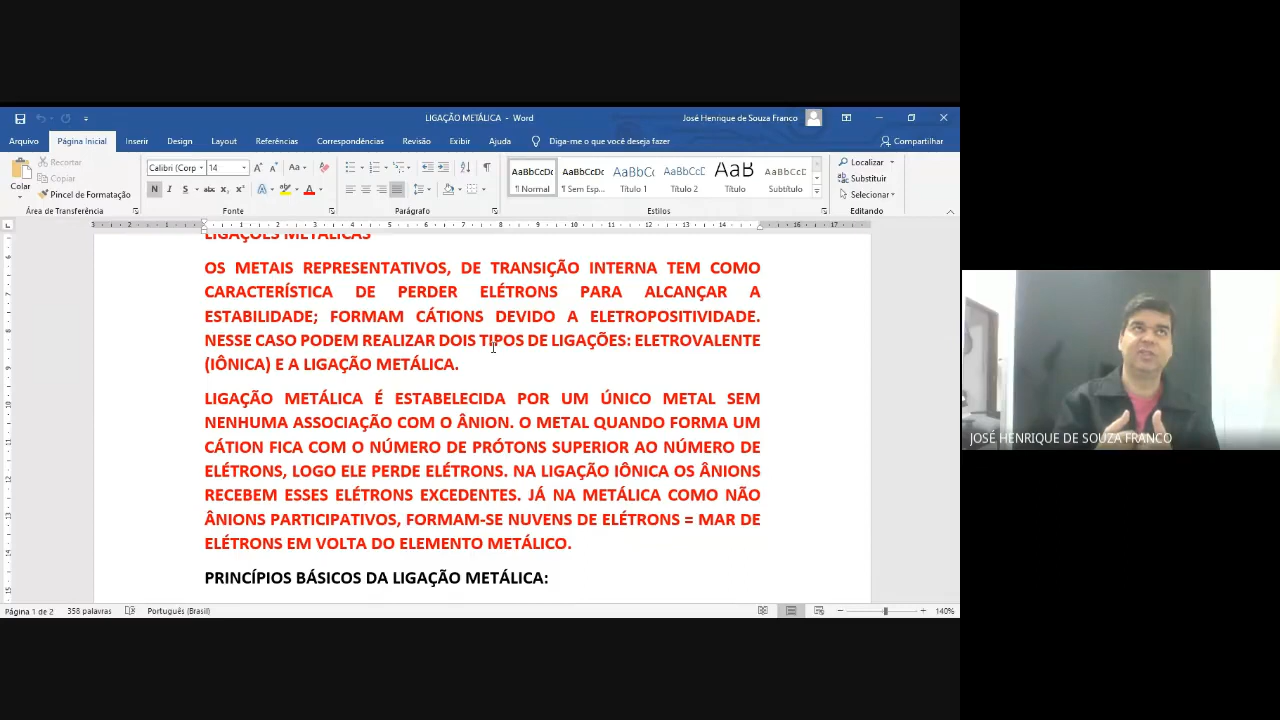 LIGAÇÃO METÁLICA - Word
José Henrique de Souza Franco
Arquivo
Página Inicial
Inserir
Design
Layout
Referências
Correspondências
Revisão
Exibir
Ajuda
Diga-me o que você deseja fazer
Compartilhar
Colar
Recortar
Copiar
Pincel de Formatação
Área de Transferência
Calibri (Corp
14
Fonte
Parágrafo
AaBbCcDc
¶ Normal
AaBbCcDc
¶ Sem Esp...
AaBbCc
Título 1
AaBbCcC
Título 2
AaB
Título
AaBbCcC
Subtítulo
Estilos
Localizar
Substituir
Selecionar
Editando
LIGAÇÕES METÁLICAS
OS METAIS REPRESENTATIVOS, DE TRANSIÇÃO INTERNA TEM COMO
CARACTERÍSTICA DE PERDER ELÉTRONS PARA ALCANÇAR A
ESTABILIDADE; FORMAM CÁTIONS DEVIDO A ELETROPOSITIVIDADE.
NESSE CASO PODEM REALIZAR DOIS TIPOS DE LIGAÇÕES: ELETROVALENTE
(IÔNICA) E A LIGAÇÃO METÁLICA.
LIGAÇÃO METÁLICA É ESTABELECIDA POR UM ÚNICO METAL SEM
NENHUMA ASSOCIAÇÃO COM O ÂNION. O METAL QUANDO FORMA UM
CÁTION FICA COM O NÚMERO DE PRÓTONS SUPERIOR AO NÚMERO DE
ELÉTRONS, LOGO ELE PERDE ELÉTRONS. NA LIGAÇÃO IÔNICA OS ÂNIONS
RECEBEM ESSES ELÉTRONS EXCEDENTES. JÁ NA METÁLICA COMO NÃO
ÂNIONS PARTICIPATIVOS, FORMAM-SE NUVENS DE ELÉTRONS = MAR DE
ELÉTRONS EM VOLTA DO ELEMENTO METÁLICO.
PRINCÍPIOS BÁSICOS DA LIGAÇÃO METÁLICA:
Página 1 de 2
358 palavras
Português (Brasil)
140%
JOSÉ HENRIQUE DE SOUZA FRANCO